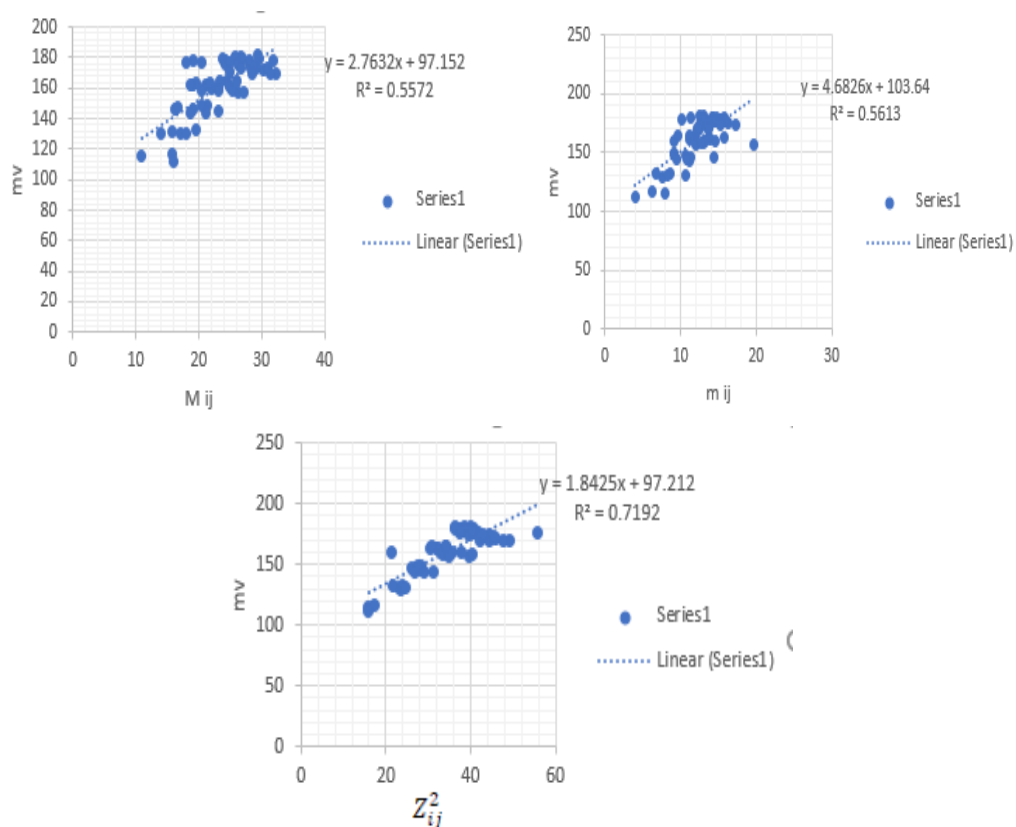 200
180
160
140
120
100
80
60
40
20
0
mv
0 10 20 30 40
M ij
y = 2.7632x + 97.152
R² = 0.5572
Series1
Linear (Series1)
250
200
150
100
50
0
mv
0 10 20 30
m ij
y = 4.6826x + 103.64
R² = 0.5613
Series1
Linear (Series1)
250
200
150
100
50
0
mv
0 20 40 60
Z²ij
y = 1.8425x + 97.212
R² = 0.7192
Series1
Linear (Series1)